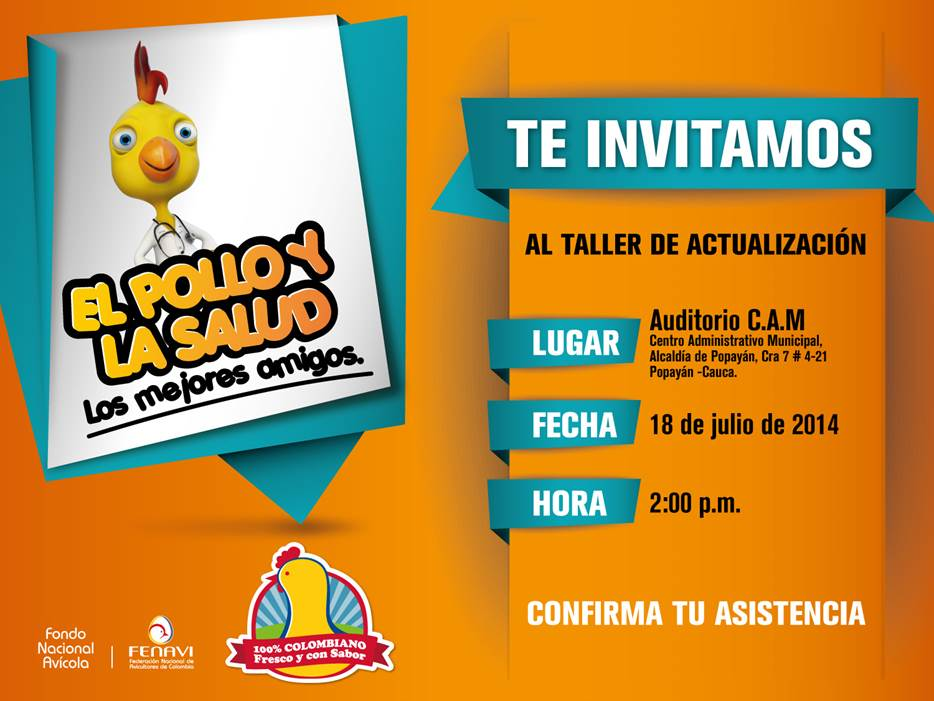 EL POLLO Y
LA SALUD
Los mejores amigos.
TE INVITAMOS
AL TALLER DE ACTUALIZACIÓN
LUGAR
Auditorio C.A.M
Centro Administrativo Municipal,
Alcaldía de Popayán, Cra 7 # 4-21
Popayán -Cauca.
FECHA
18 de julio de 2014
HORA
2:00 p.m.
CONFIRMA TU ASISTENCIA
Fondo
Nacional
Avícola
FENAVI
Federación Nacional de
Avicultores de Colombia
100% COLOMBIANO
Fresco y con Sabor